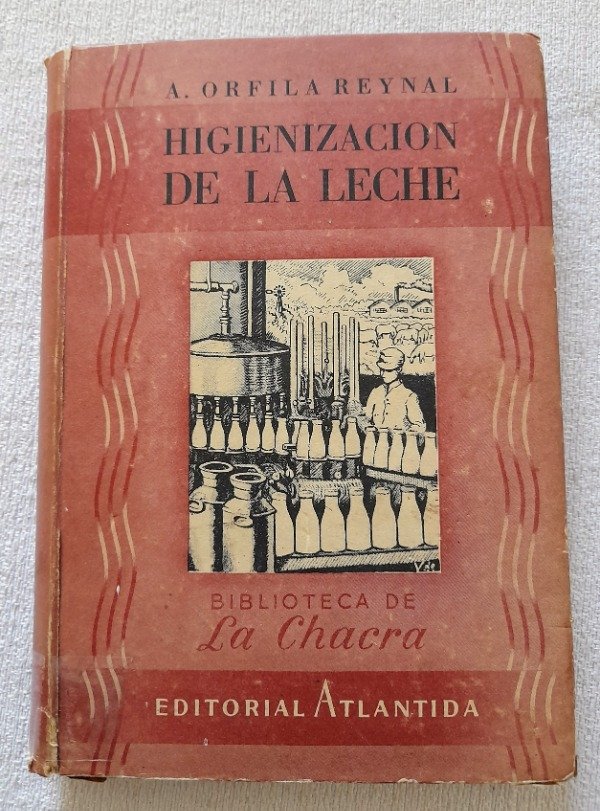 A. ORFILA REYNAL
HIGIENIZACION
DE LA LECHE
BIBLIOTECA DE
La Chacra
EDITORIAL ATLANTIDA